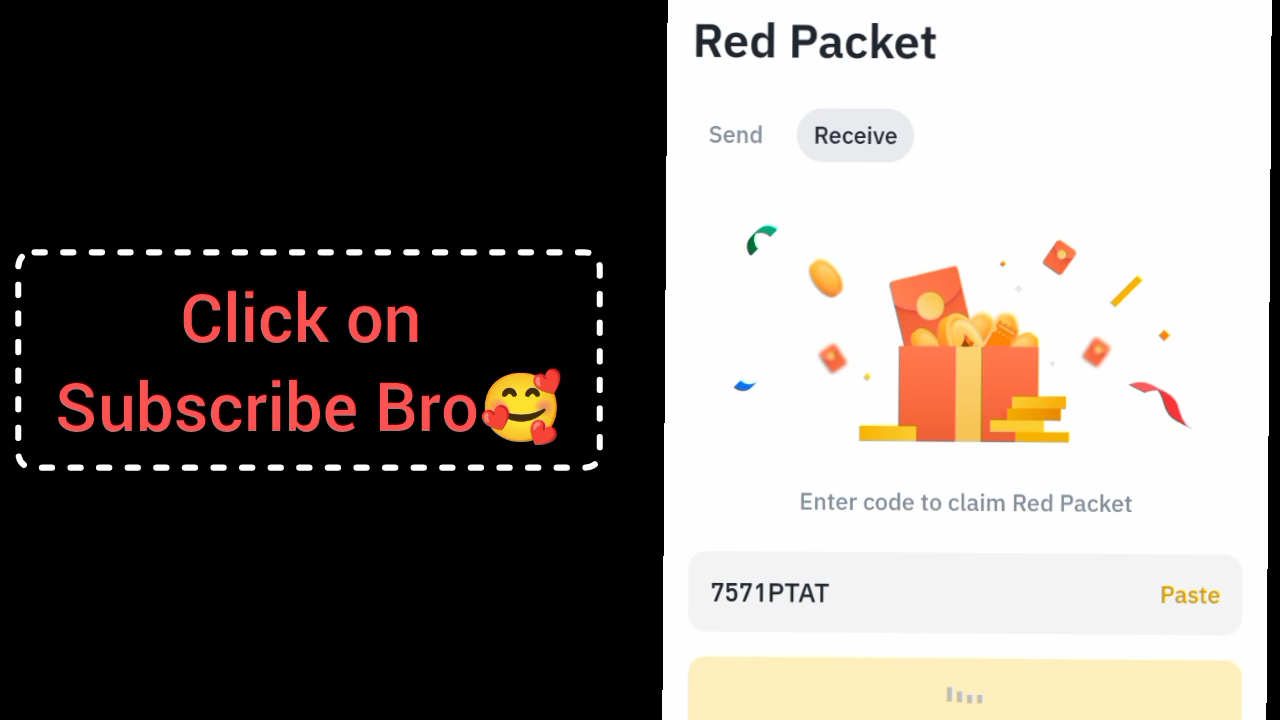 Click on
Subscribe Bro🥰
Red Packet
Send Receive
Enter code to claim Red Packet
7571PTAT Paste